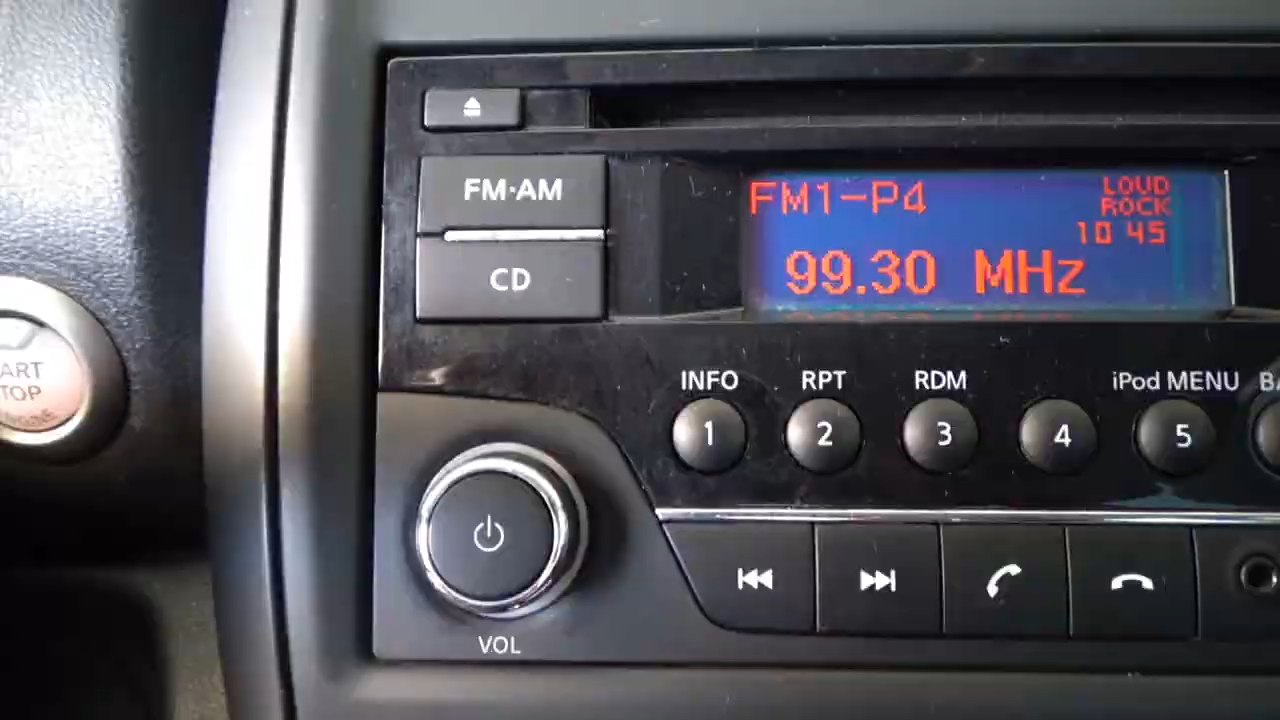 FM·AM
CD
FM1-P4
LOUD
ROCK
10 45
99.30 MHz
INFO
RPT
RDM
iPod MENU
1
2
3
4
5
VOL